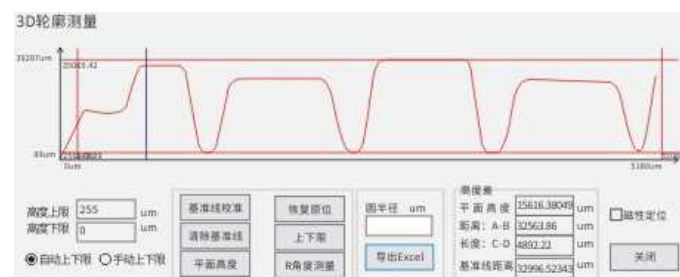 3D轮廓测量
35207um
83um
0um
5180um
高度上限 255 um
高度下限 0 um
自动上下限 手动上下限
基准线校准
清除基准线
平面高度
恢复原位
上下限
R角度测量
圆半径 um
导出Excel
高度差
平面高度 15616.38049 um
距离: A-B 32563.86 um
长度: C-D 4892.22 um
基准线距离 32996.52343 um
磁性定位
关闭